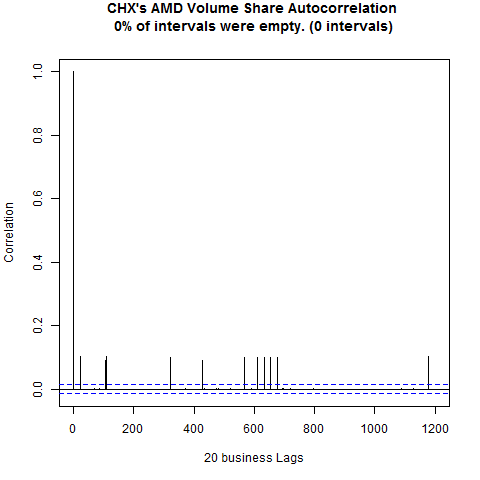 CHX's AMD Volume Share Autocorrelation
0% of intervals were empty. (0 intervals)
1.0
0.8
0.6
0.4
0.2
0.0
Correlation
0 200 400 600 800 1000 1200
20 business Lags